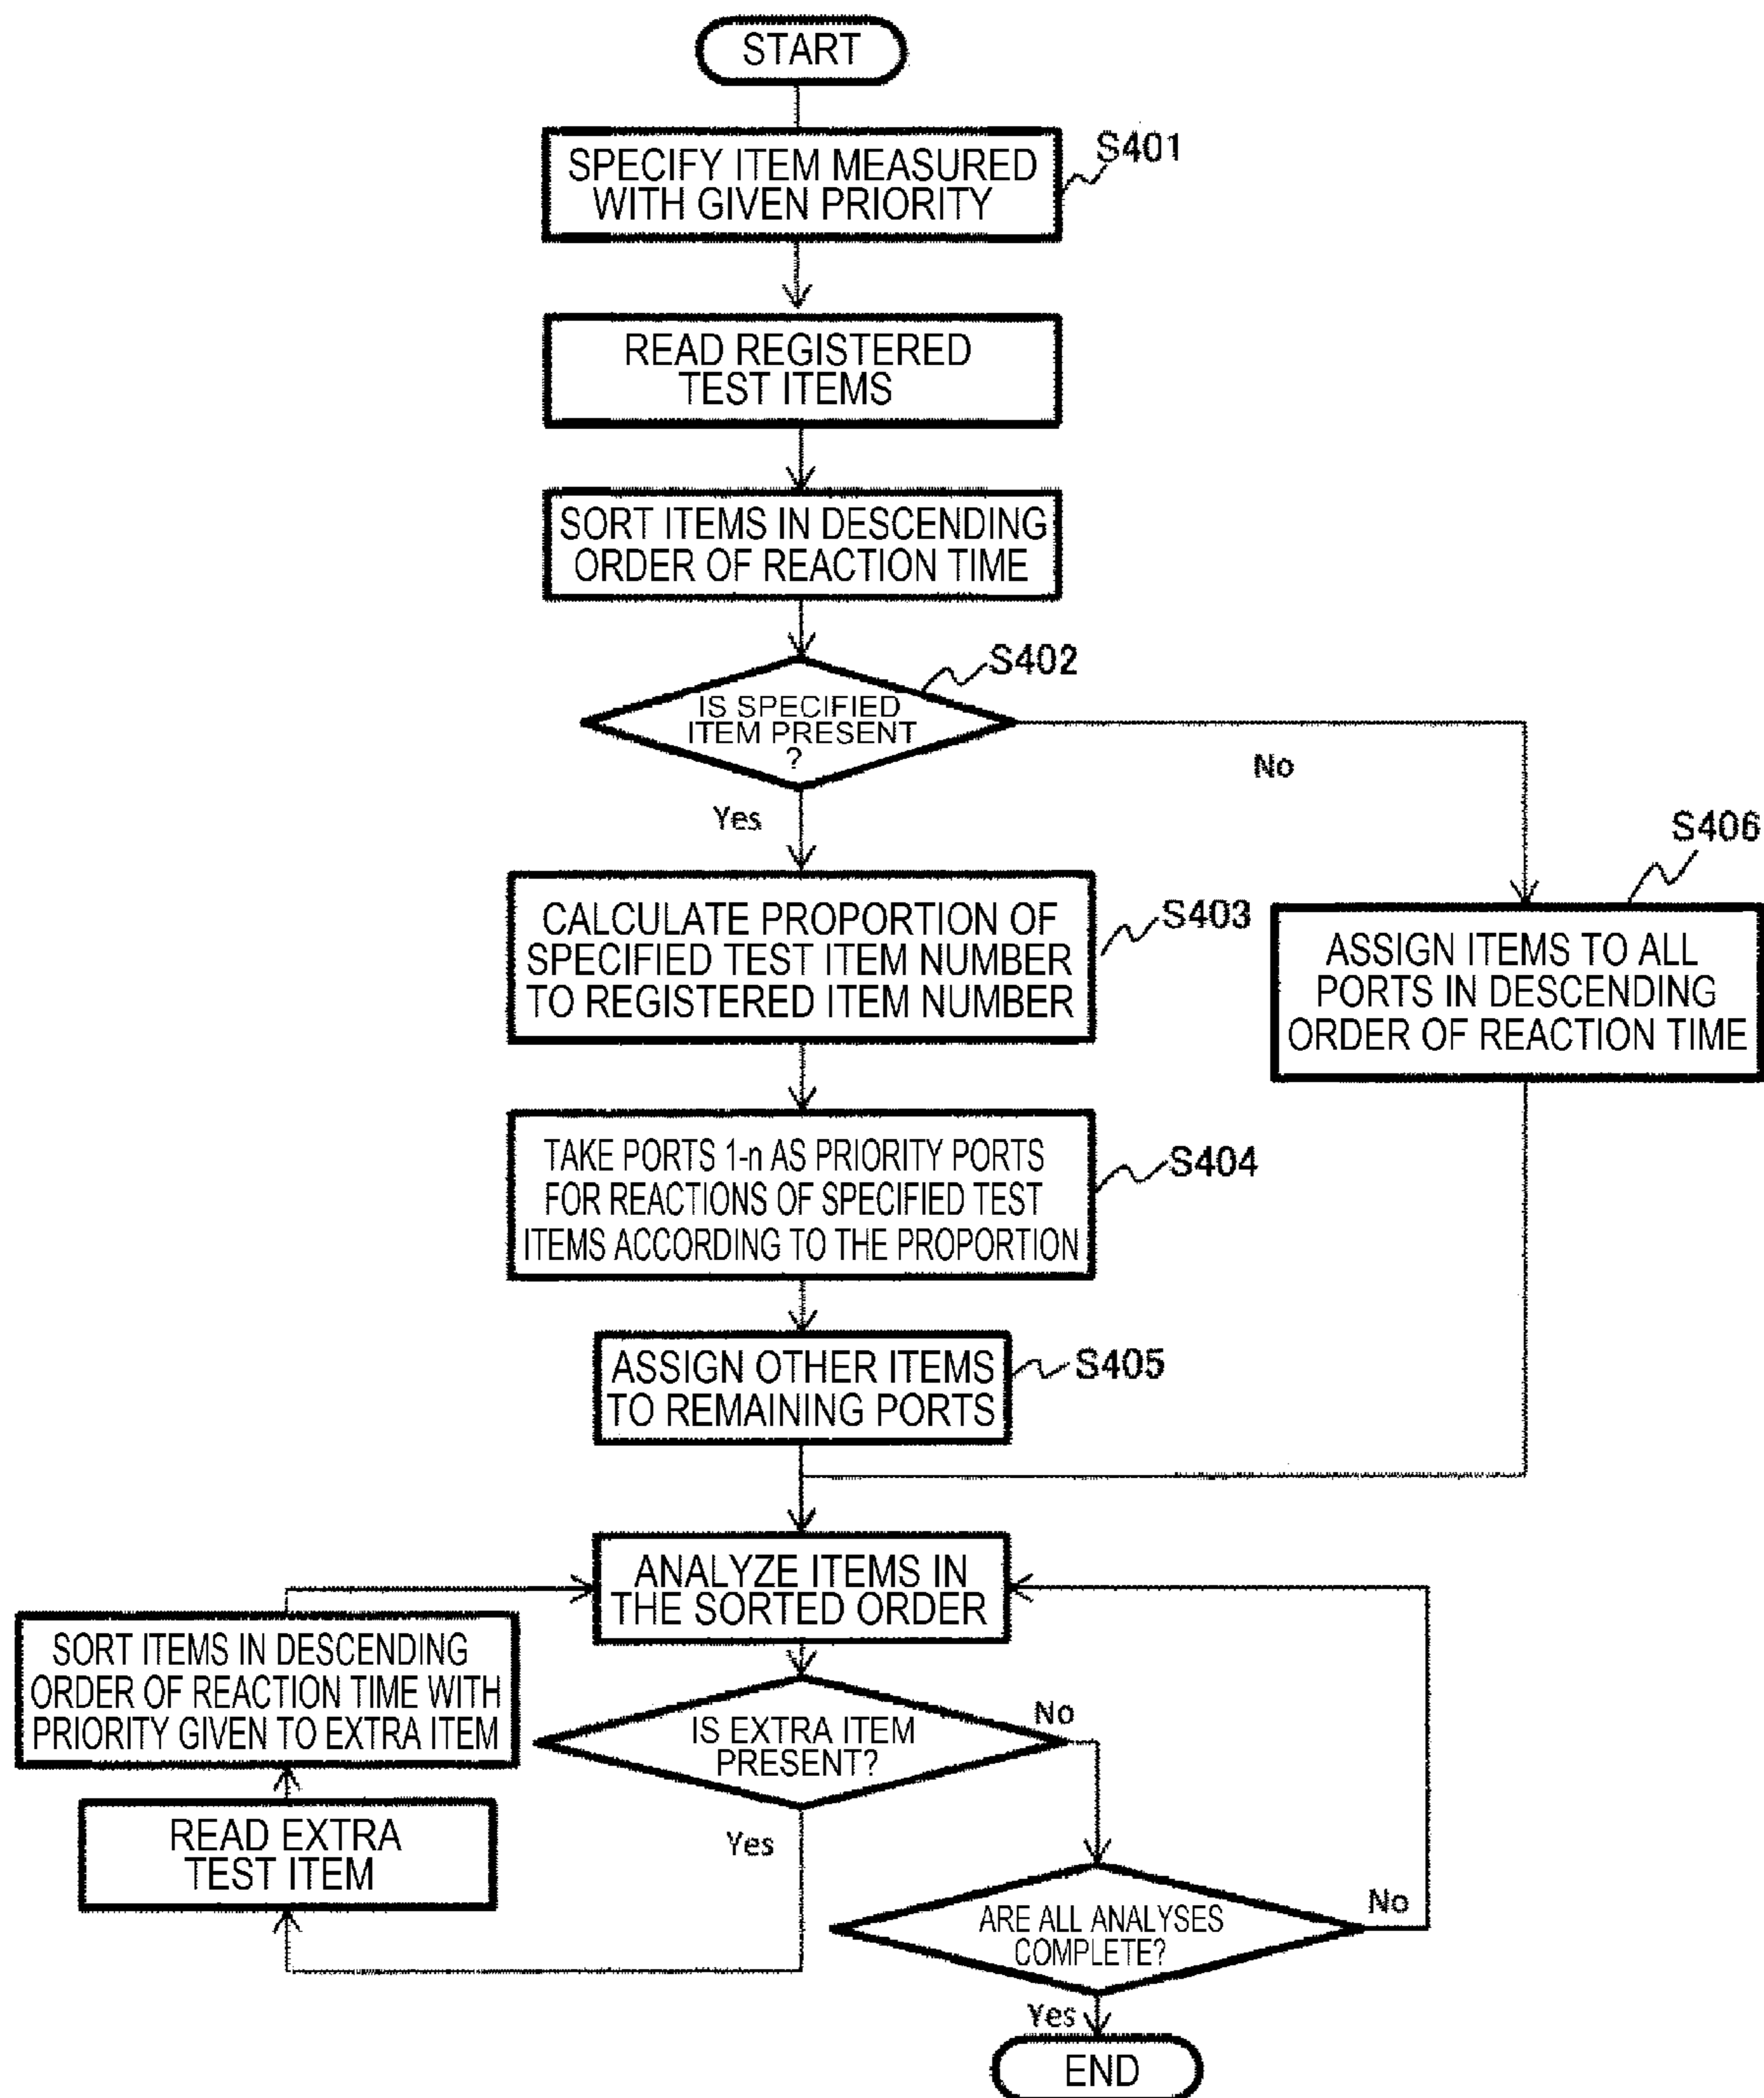 START
SPECIFY ITEM MEASURED
WITH GIVEN PRIORITY
S401
READ REGISTERED
TEST ITEMS
SORT ITEMS IN DESCENDING
ORDER OF REACTION TIME
S402
IS SPECIFIED
ITEM PRESENT
?
No
Yes
S406
CALCULATE PROPORTION OF
SPECIFIED TEST ITEM NUMBER
TO REGISTERED ITEM NUMBER
S403
ASSIGN ITEMS TO ALL
PORTS IN DESCENDING
ORDER OF REACTION TIME
TAKE PORTS 1-n AS PRIORITY PORTS
FOR REACTIONS OF SPECIFIED TEST
ITEMS ACCORDING TO THE PROPORTION
S404
ASSIGN OTHER ITEMS
TO REMAINING PORTS
S405
ANALYZE ITEMS IN
THE SORTED ORDER
SORT ITEMS IN DESCENDING
ORDER OF REACTION TIME WITH
PRIORITY GIVEN TO EXTRA ITEM
IS EXTRA ITEM
PRESENT?
No
Yes
READ EXTRA
TEST ITEM
ARE ALL ANALYSES
COMPLETE?
No
Yes
END